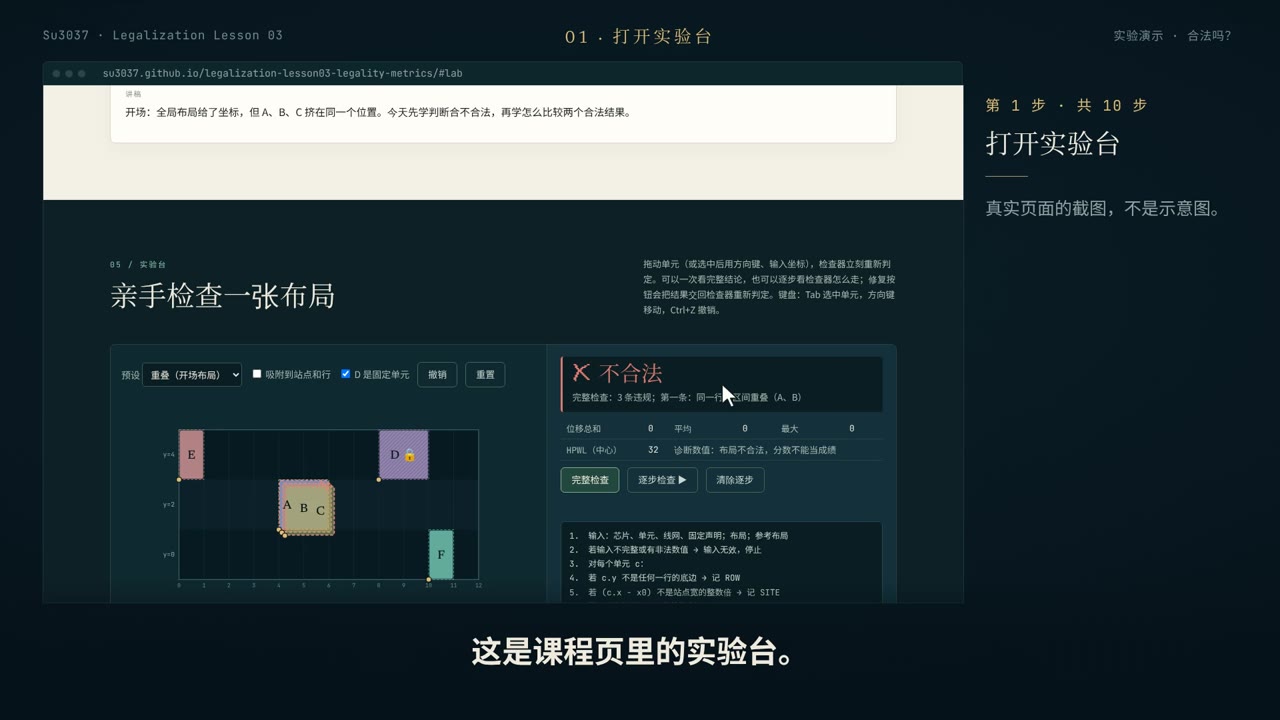 Su3037 · Legalization Lesson 03
01 · 打开实验台
实验演示 · 合法吗？
su3037.github.io/legalization-lesson03-legality-metrics/#lab
讲稿
开场：全局布局给了坐标，但 A、B、C 挤在同一个位置。今天先学判断合不合法，再学怎么比较两个合法结果。
第 1 步 · 共 10 步
打开实验台
真实页面的截图，不是示意图。
05 / 实验台
亲手检查一张布局
拖动单元（或选中后用方向键、输入坐标），检查器立刻重新判
定。可以一次看完整结论，也可以逐步看检查器怎么走；修复按
钮会把结果交回检查器重新判定。键盘：Tab 选中单元，方向键
移动，Ctrl+Z 撤销。
预设 重叠（开场布局） 吸附到站点和行 D 是固定单元 撤销 重置
不合法
完整检查：3 条违规；第一条：同一行 区间重叠（A、B）
位移总和 0 平均 0 最大 0
HPWL（中心） 32 诊断数值：布局不合法，分数不能当成绩
完整检查 逐步检查 ▶ 清除逐步
y=4 E D 🔒
y=2 A B C
y=0 F
0 1 2 3 4 5 6 7 8 9 10 11 12
1. 输入：芯片、单元、线网、固定声明；布局；参考布局
2. 若输入不完整或有非法数值 → 输入无效，停止
3. 对每个单元 c：
4. 若 c.y 不是任何一行的底边 → 记 ROW
5. 若 (c.x - x0) 不是站点宽的整数倍 → 记 SITE
这是课程页里的实验台。